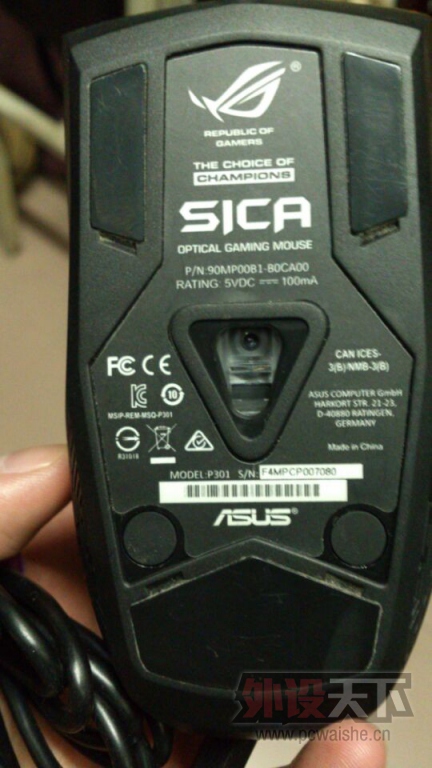 REPUBLIC OF
GAMERS
THE CHOICE OF
CHAMPIONS
SICA
OPTICAL GAMING MOUSE
P/N:90MP00B1-B0CA00
RATING: 5VDC ⎓ 100mA
FC CE
CAN ICES-
3(B)/NMB-3(B)
10
MSIP-REM-MSQ-P301
ASUS COMPUTER GmbH
HARKORT STR. 21-23,
D-40880 RATINGEN,
GERMANY
Made in China
MODEL:P301 S/N: F4MPCP007080
ASUS®
外设天下
www.pcwaishe.cn